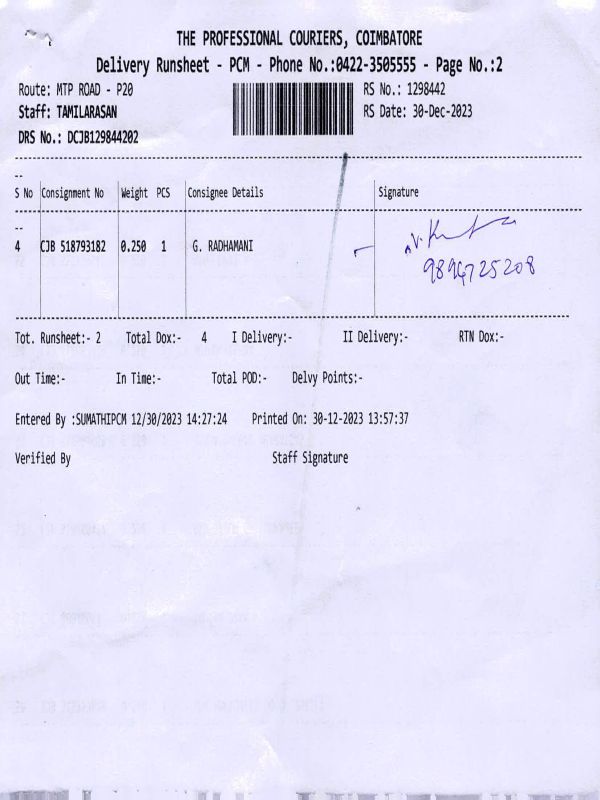 THE PROFESSIONAL COURIERS, COIMBATORE
Delivery Runsheet - PCM - Phone No.:0422-3505555 - Page No.:2
Route: MTP ROAD - P20 RS No.: 1298442
Staff: TAMILARASAN RS Date: 30-Dec-2023
DRS No.: DCJB129844202
S No Consignment No Weight PCS Consignee Details Signature
4 CJB 518793182 0.250 1 G. RADHAMANI
9894725208
Tot. Runsheet:- 2 Total Dox:- 4 I Delivery:- II Delivery:- RTN Dox:-
Out Time:- In Time:- Total POD:- Delvy Points:-
Entered By :SUMATHIPCM 12/30/2023 14:27:24 Printed On: 30-12-2023 13:57:37
Verified By Staff Signature